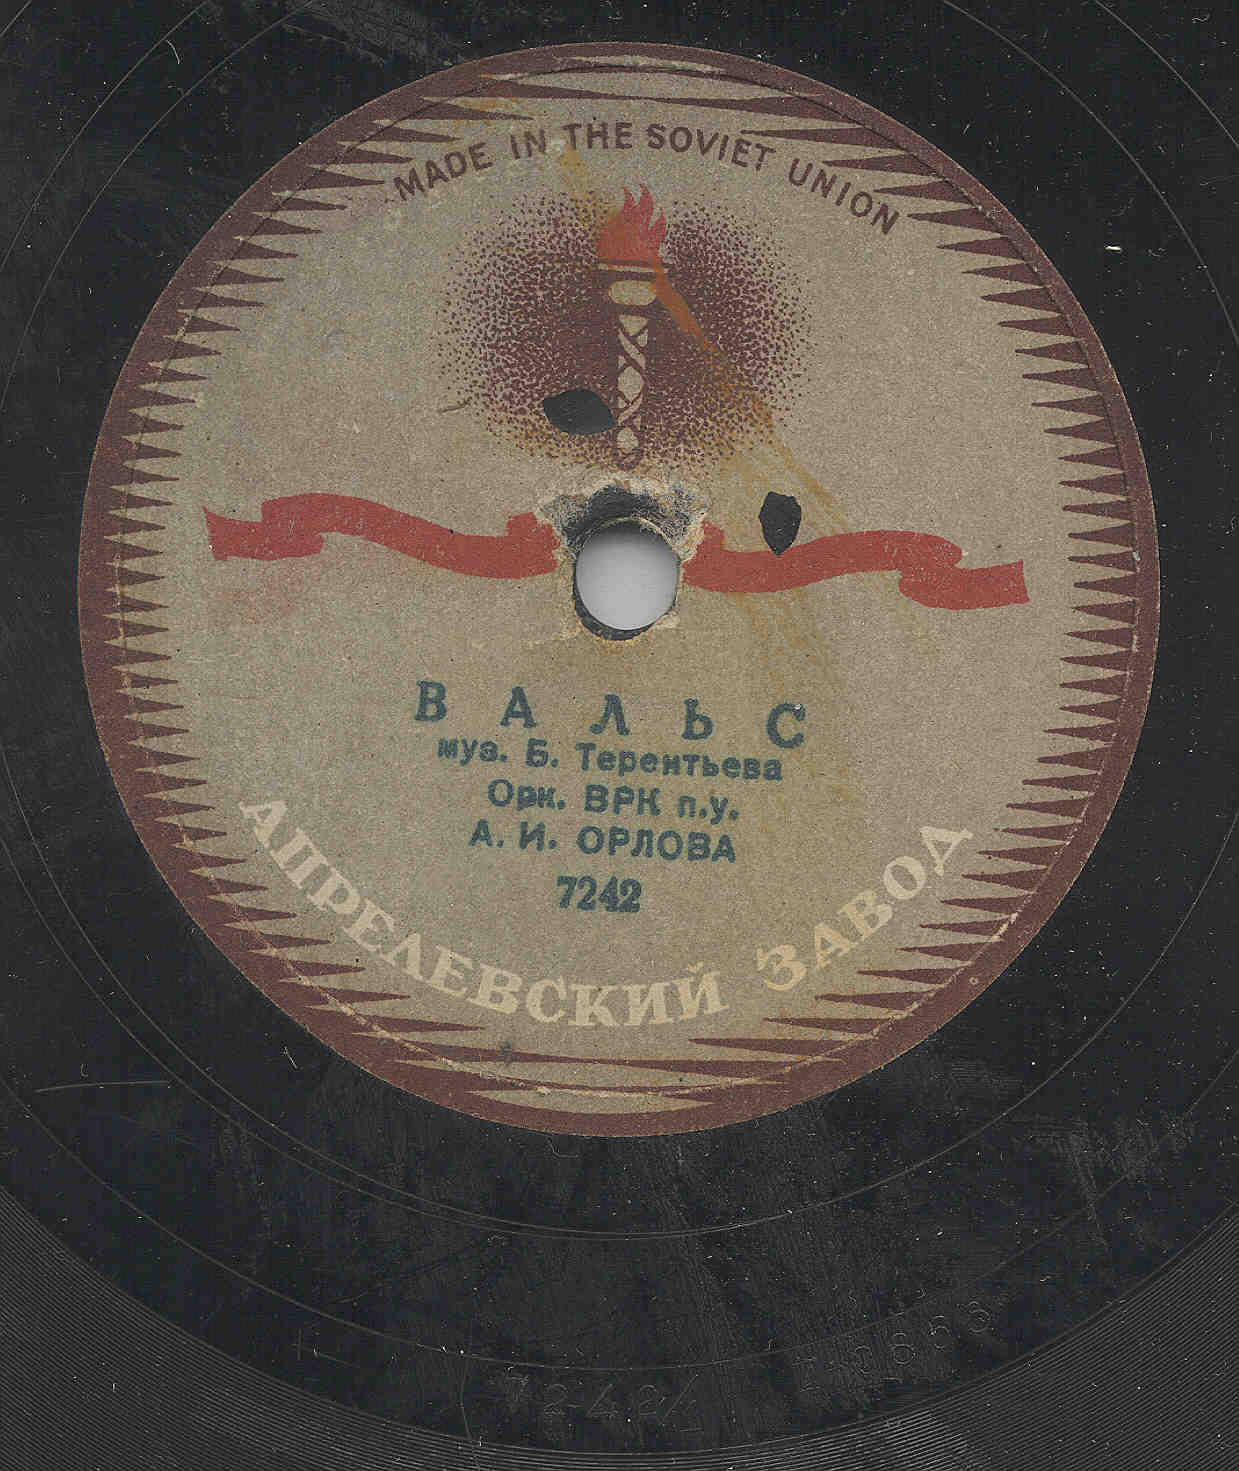 MADE IN THE SOVIET UNION
ВАЛЬС
муз. Б. Терентьева
Орк. ВРК п.у.
А. И. ОРЛОВА
7242
АПРЕЛЕВСКИЙ ЗАВОД